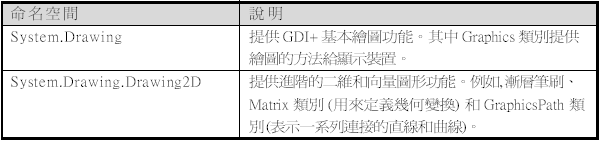 命名空間
說明
System.Drawing
提供 GDI+ 基本繪圖功能。其中 Graphics 類別提供
繪圖的方法給顯示裝置。
System.Drawing.Drawing2D
提供進階的二維和向量圖形功能。例如,漸層筆刷、
Matrix 類別 (用來定義幾何變換) 和 GraphicsPath 類
別(表示一系列連接的直線和曲線)。